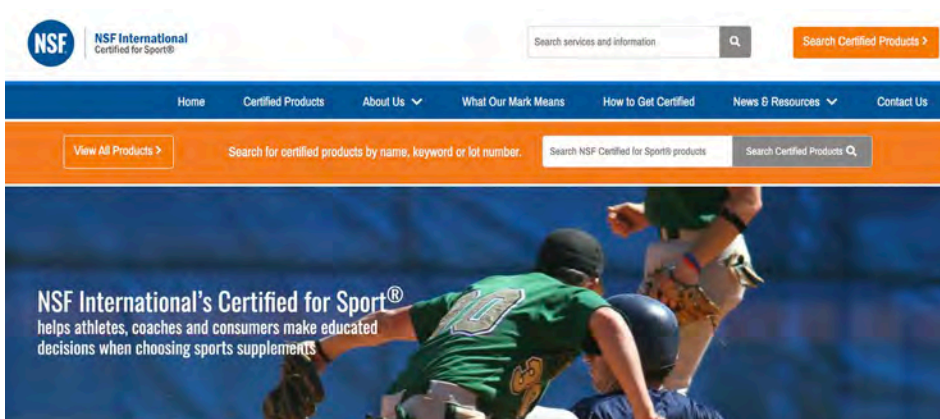 NSF
NSF International
Certified for Sport®
Search services and information
Search Certified Products >
Home
Certified Products
About Us
What Our Mark Means
How to Get Certified
News & Resources
Contact Us
View All Products >
Search for certified products by name, keyword or lot number.
Search NSF Certified for Sport® products
Search Certified Products
NSF International's Certified for Sport®
helps athletes, coaches and consumers make educated
decisions when choosing sports supplements